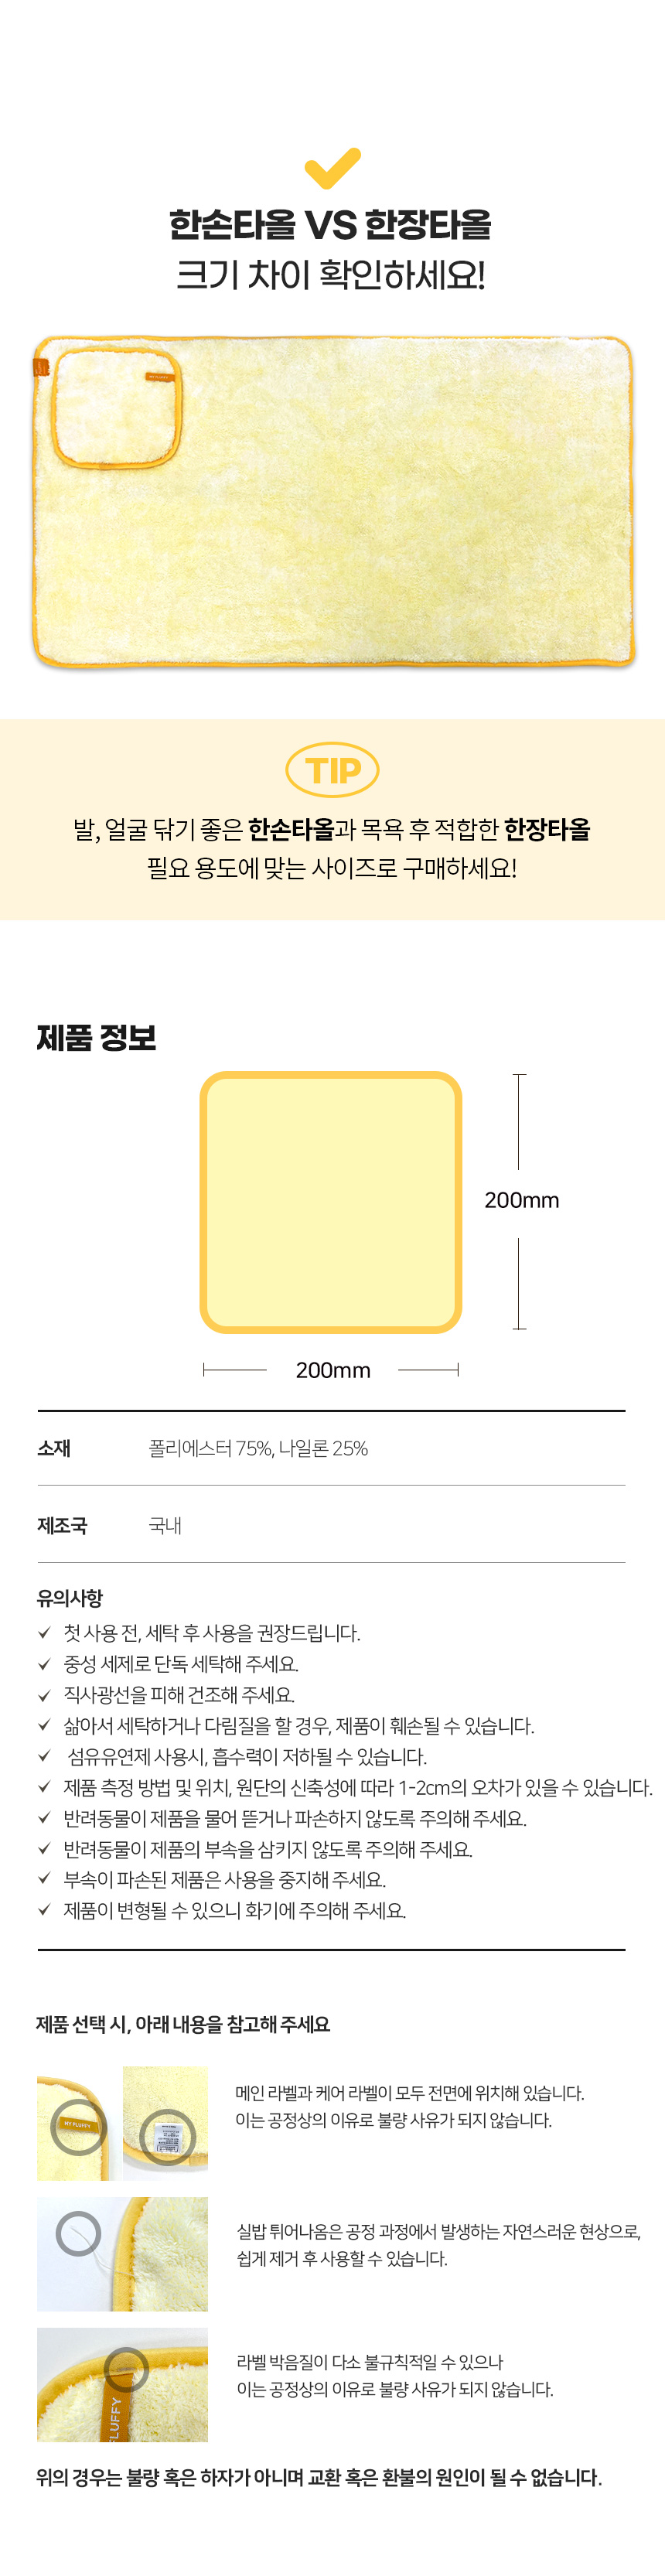 한손타올 VS 한장타올
크기 차이 확인하세요!
MY FLUFFY
TIP
발, 얼굴 닦기 좋은 한손타올과 목욕 후 적합한 한장타올
필요 용도에 맞는 사이즈로 구매하세요!
제품 정보
200mm
200mm
소재 폴리에스터 75%, 나일론 25%
제조국 국내
유의사항
첫 사용 전, 세탁 후 사용을 권장드립니다.
중성 세제로 단독 세탁해 주세요.
직사광선을 피해 건조해 주세요.
삶아서 세탁하거나 다림질을 할 경우, 제품이 훼손될 수 있습니다.
섬유유연제 사용시, 흡수력이 저하될 수 있습니다.
제품 측정 방법 및 위치, 원단의 신축성에 따라 1-2cm의 오차가 있을 수 있습니다.
반려동물이 제품을 물어 뜯거나 파손하지 않도록 주의해 주세요.
반려동물이 제품의 부속을 삼키지 않도록 주의해 주세요.
부속이 파손된 제품은 사용을 중지해 주세요.
제품이 변형될 수 있으니 화기에 주의해 주세요.
제품 선택 시, 아래 내용을 참고해 주세요
MY FLUFFY
메인 라벨과 케어 라벨이 모두 전면에 위치해 있습니다.
이는 공정상의 이유로 불량 사유가 되지 않습니다.
실밥 튀어나옴은 공정 과정에서 발생하는 자연스러운 현상으로,
쉽게 제거 후 사용할 수 있습니다.
FLUFFY
라벨 박음질이 다소 불규칙적일 수 있으나
이는 공정상의 이유로 불량 사유가 되지 않습니다.
위의 경우는 불량 혹은 하자가 아니며 교환 혹은 환불의 원인이 될 수 없습니다.